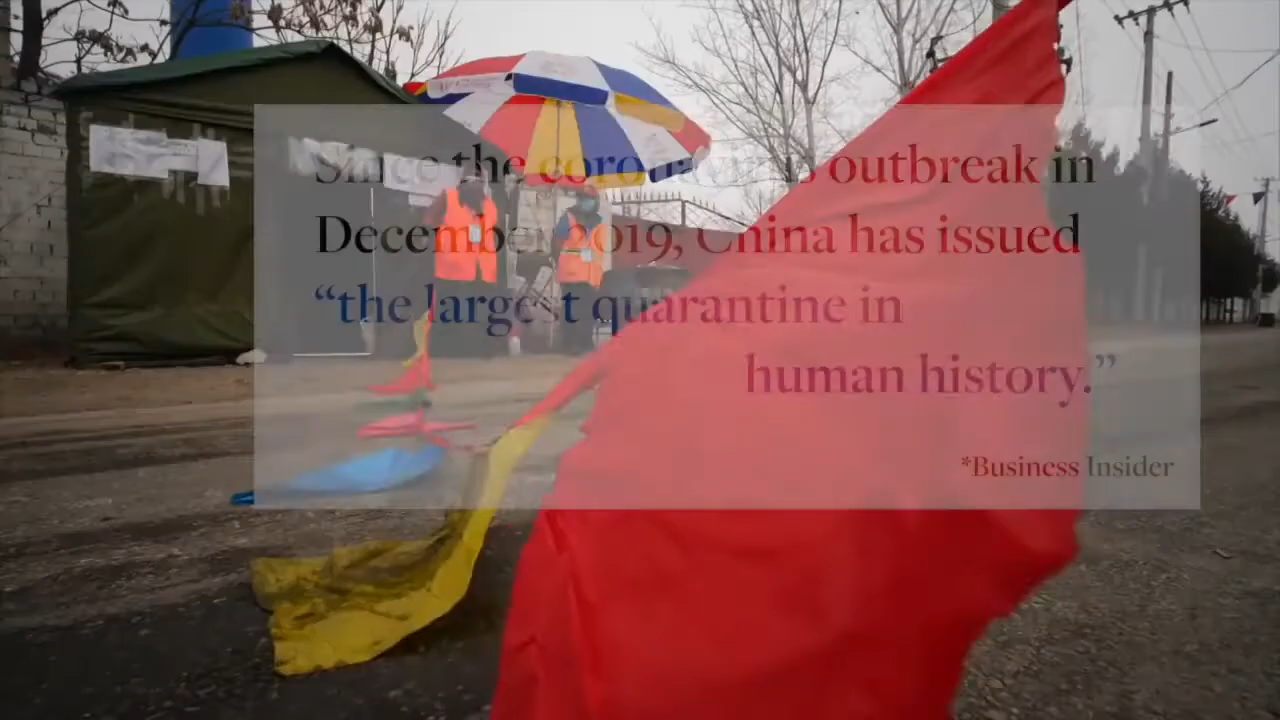 Since the coronavirus outbreak in
December 2019, China has issued
“the largest quarantine in
human history.”
*Business Insider